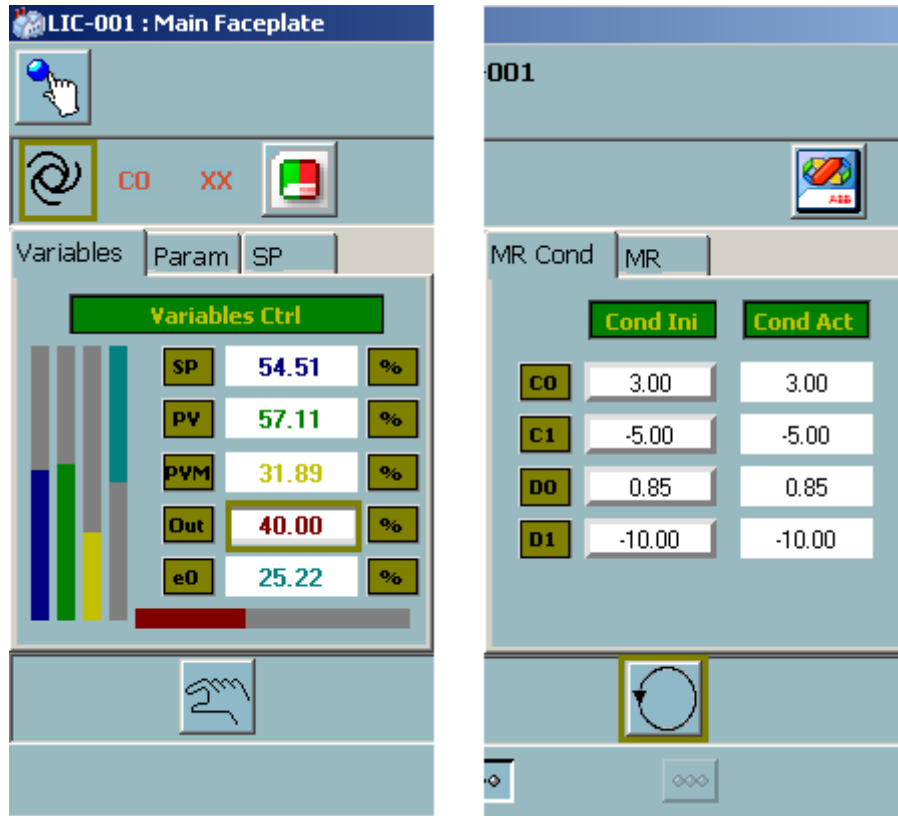 LIC-001 : Main Faceplate
C0 XX
Variables Param SP
Variables Ctrl
SP 54.51 %
PV 57.11 %
PVM 31.89 %
Out 40.00 %
e0 25.22 %
-001
ABB
MR Cond MR
Cond Ini Cond Act
C0 3.00 3.00
C1 -5.00 -5.00
D0 0.85 0.85
D1 -10.00 -10.00